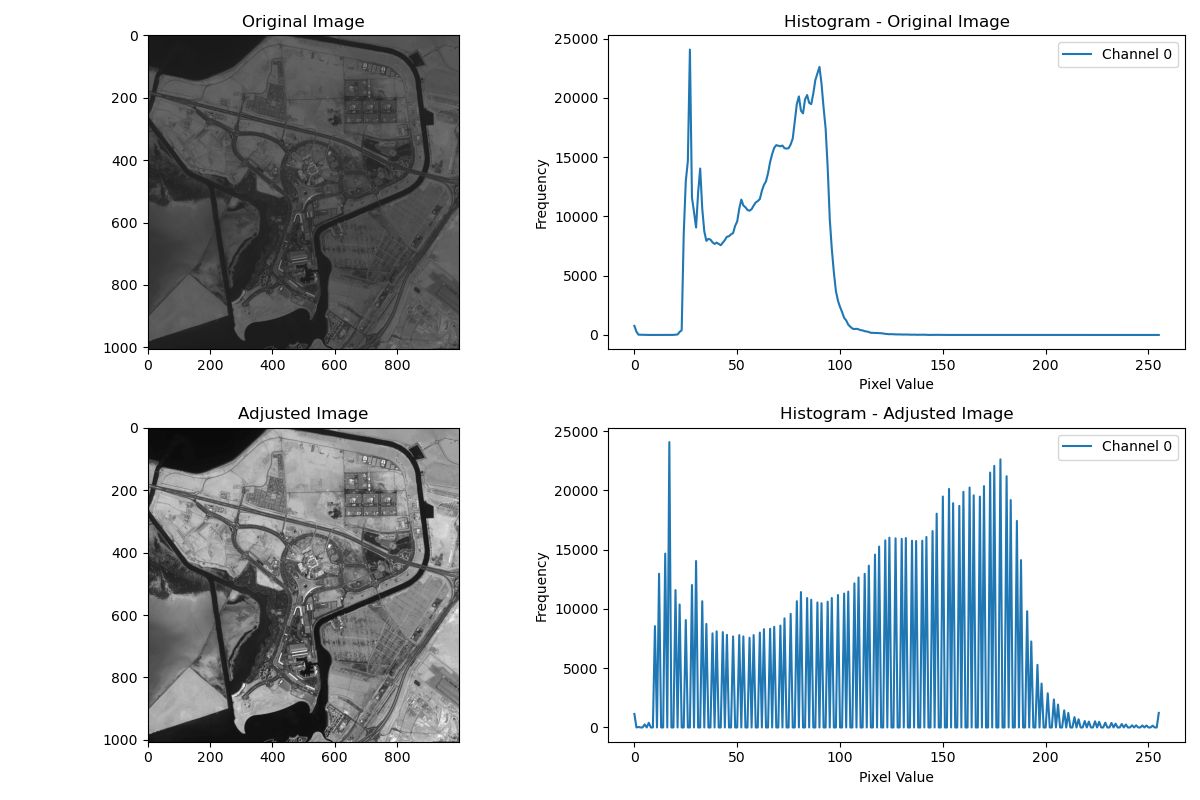 Original Image
0
200
400
600
800
1000
0 200 400 600 800
Histogram - Original Image
Channel 0
Frequency
25000
20000
15000
10000
5000
0
0 50 100 150 200 250
Pixel Value
Adjusted Image
0
200
400
600
800
1000
0 200 400 600 800
Histogram - Adjusted Image
Channel 0
Frequency
25000
20000
15000
10000
5000
0
0 50 100 150 200 250
Pixel Value